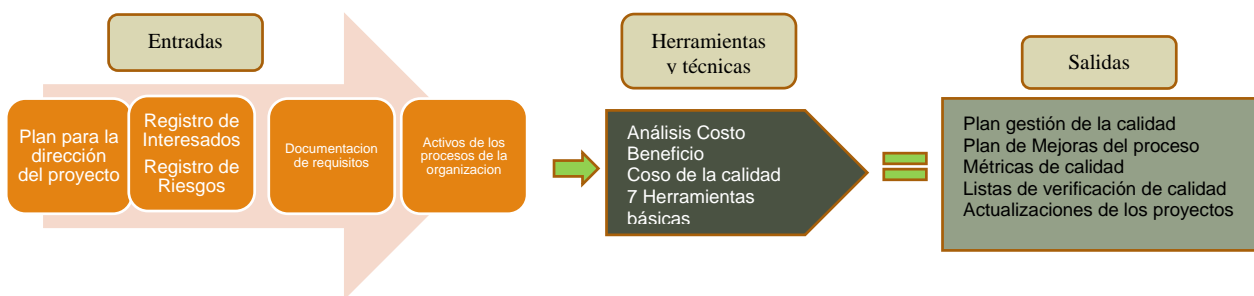 Entradas
Plan para la
dirección
del proyecto
Registro de
Interesados
Registro de
Riesgos
Documentacion
de requisitos
Activos de los
procesos de la
organizacion
Herramientas
y técnicas
Análisis Costo
Beneficio
Coso de la calidad
7 Herramientas
básicas
Salidas
Plan gestión de la calidad
Plan de Mejoras del proceso
Métricas de calidad
Listas de verificación de calidad
Actualizaciones de los proyectos